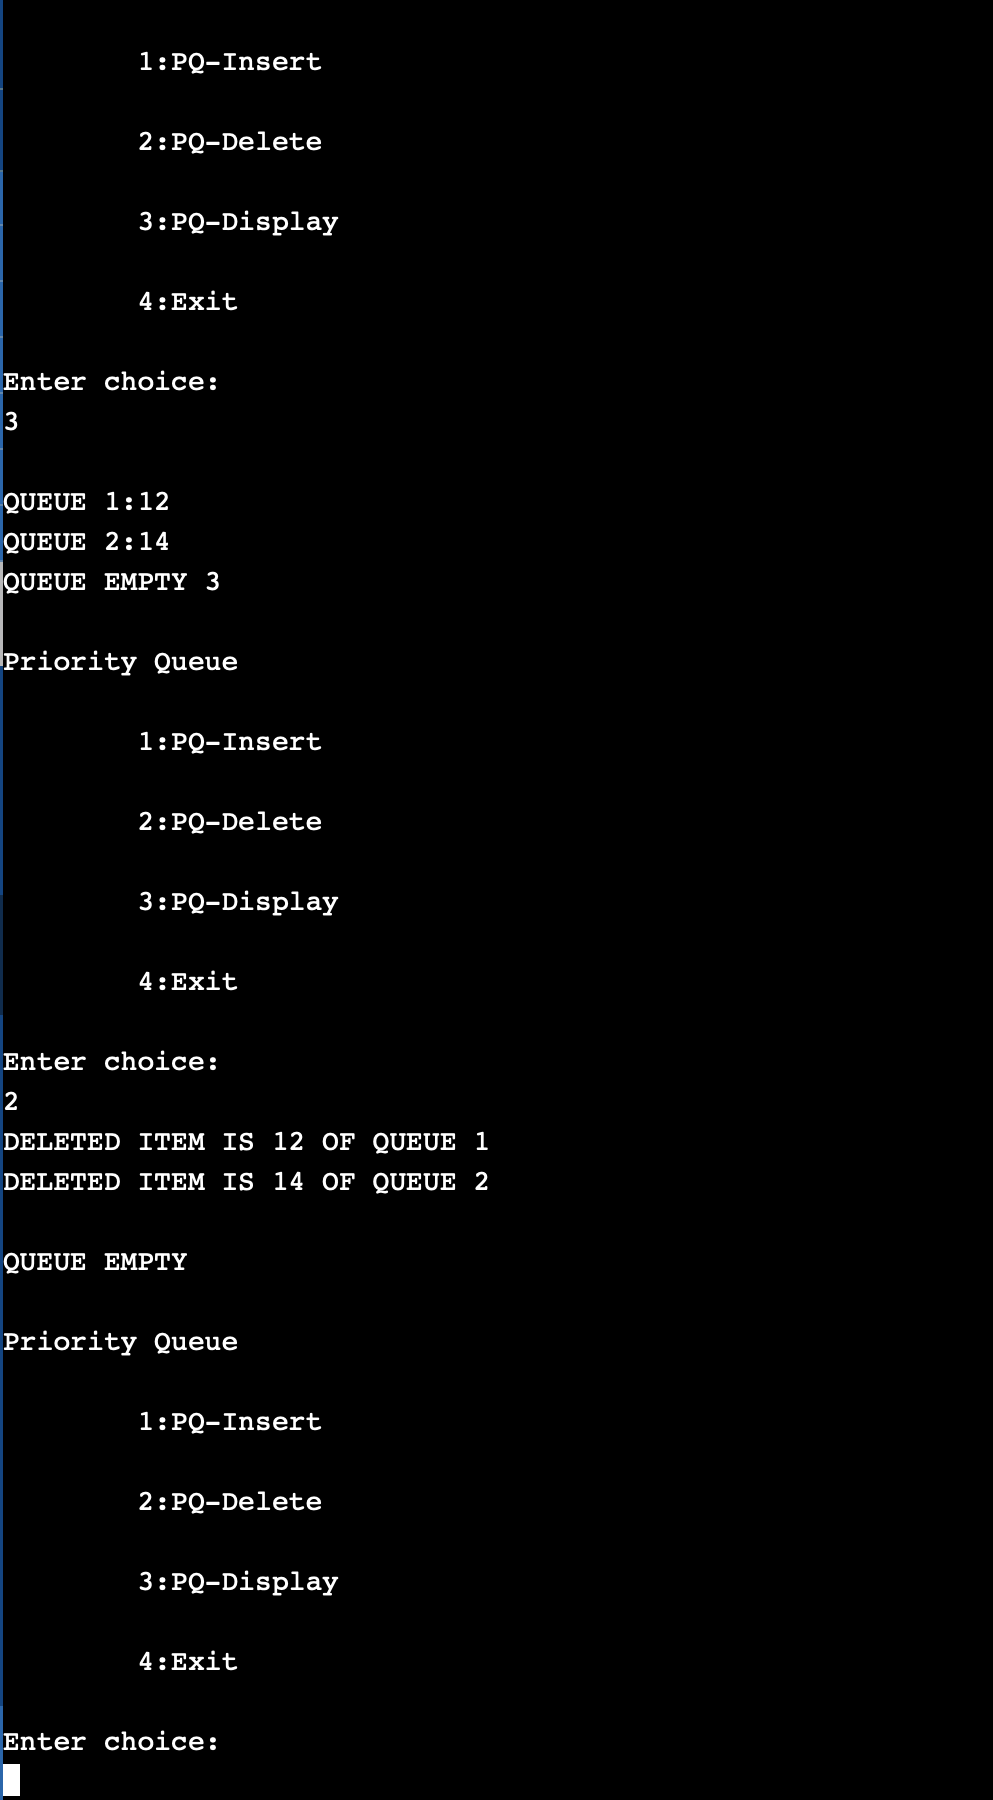 1:PQ-Insert
2:PQ-Delete
3:PQ-Display
4:Exit
Enter choice:
3
QUEUE 1:12
QUEUE 2:14
QUEUE EMPTY 3
Priority Queue
1:PQ-Insert
2:PQ-Delete
3:PQ-Display
4:Exit
Enter choice:
2
DELETED ITEM IS 12 OF QUEUE 1
DELETED ITEM IS 14 OF QUEUE 2
QUEUE EMPTY
Priority Queue
1:PQ-Insert
2:PQ-Delete
3:PQ-Display
4:Exit
Enter choice: